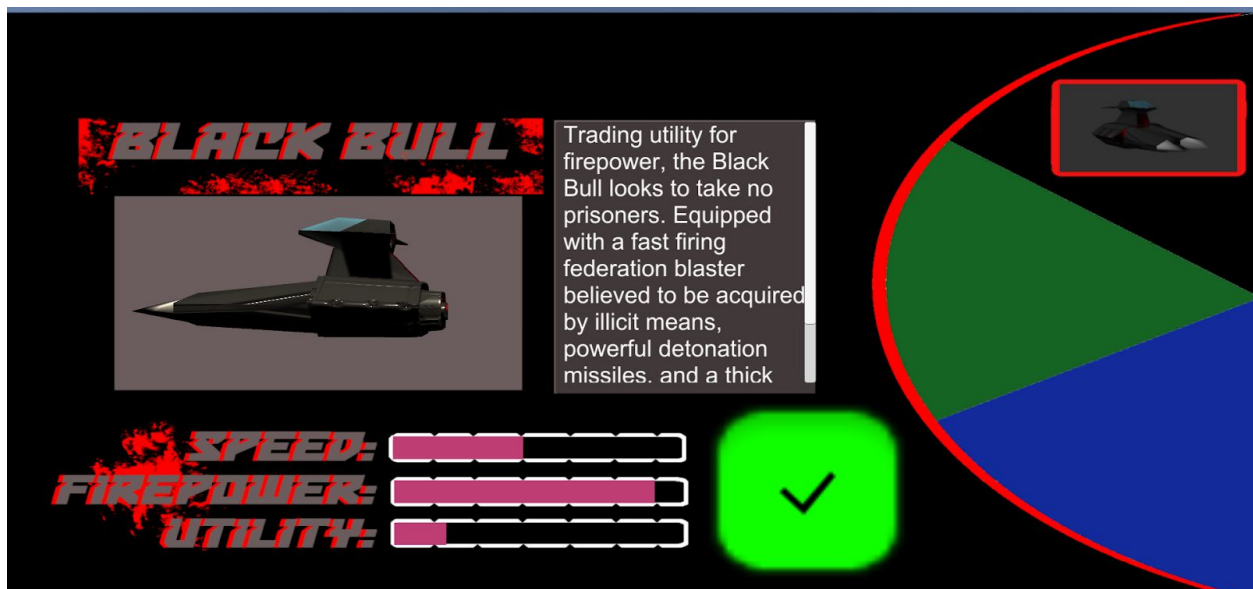 BLACK BULL
Trading utility for
firepower, the Black
Bull looks to take no
prisoners. Equipped
with a fast firing
federation blaster
believed to be acquired
by illicit means,
powerful detonation
missiles, and a thick
SPEED:
FIREPOWER:
UTILITY: